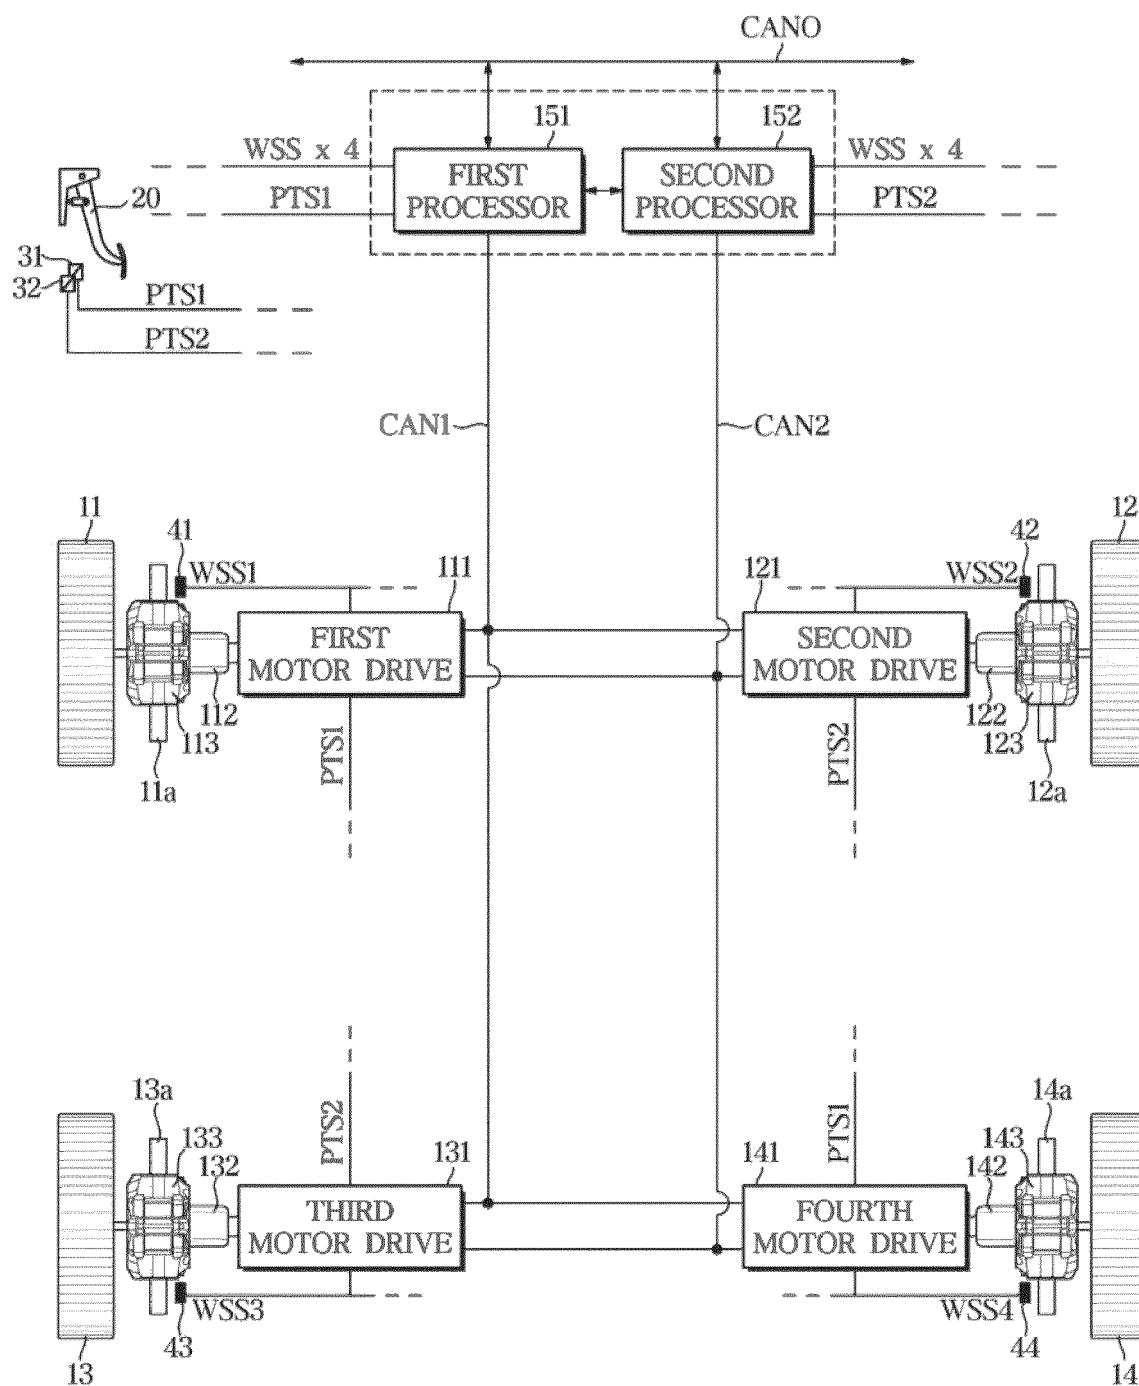 CAN0
151
152
WSS x 4
FIRST
PROCESSOR
SECOND
PROCESSOR
WSS x 4
PTS1
PTS2
20
31
32
PTS1
PTS2
CAN1
CAN2
11
41
WSS1
111
121
WSS2
42
12
FIRST
MOTOR DRIVE
SECOND
MOTOR DRIVE
112
113
11a
PTS1
PTS2
122
123
12a
13a
133
132
PTS2
131
141
PTS1
143
142
14a
THIRD
MOTOR DRIVE
FOURTH
MOTOR DRIVE
WSS3
43
13
WSS4
44
14